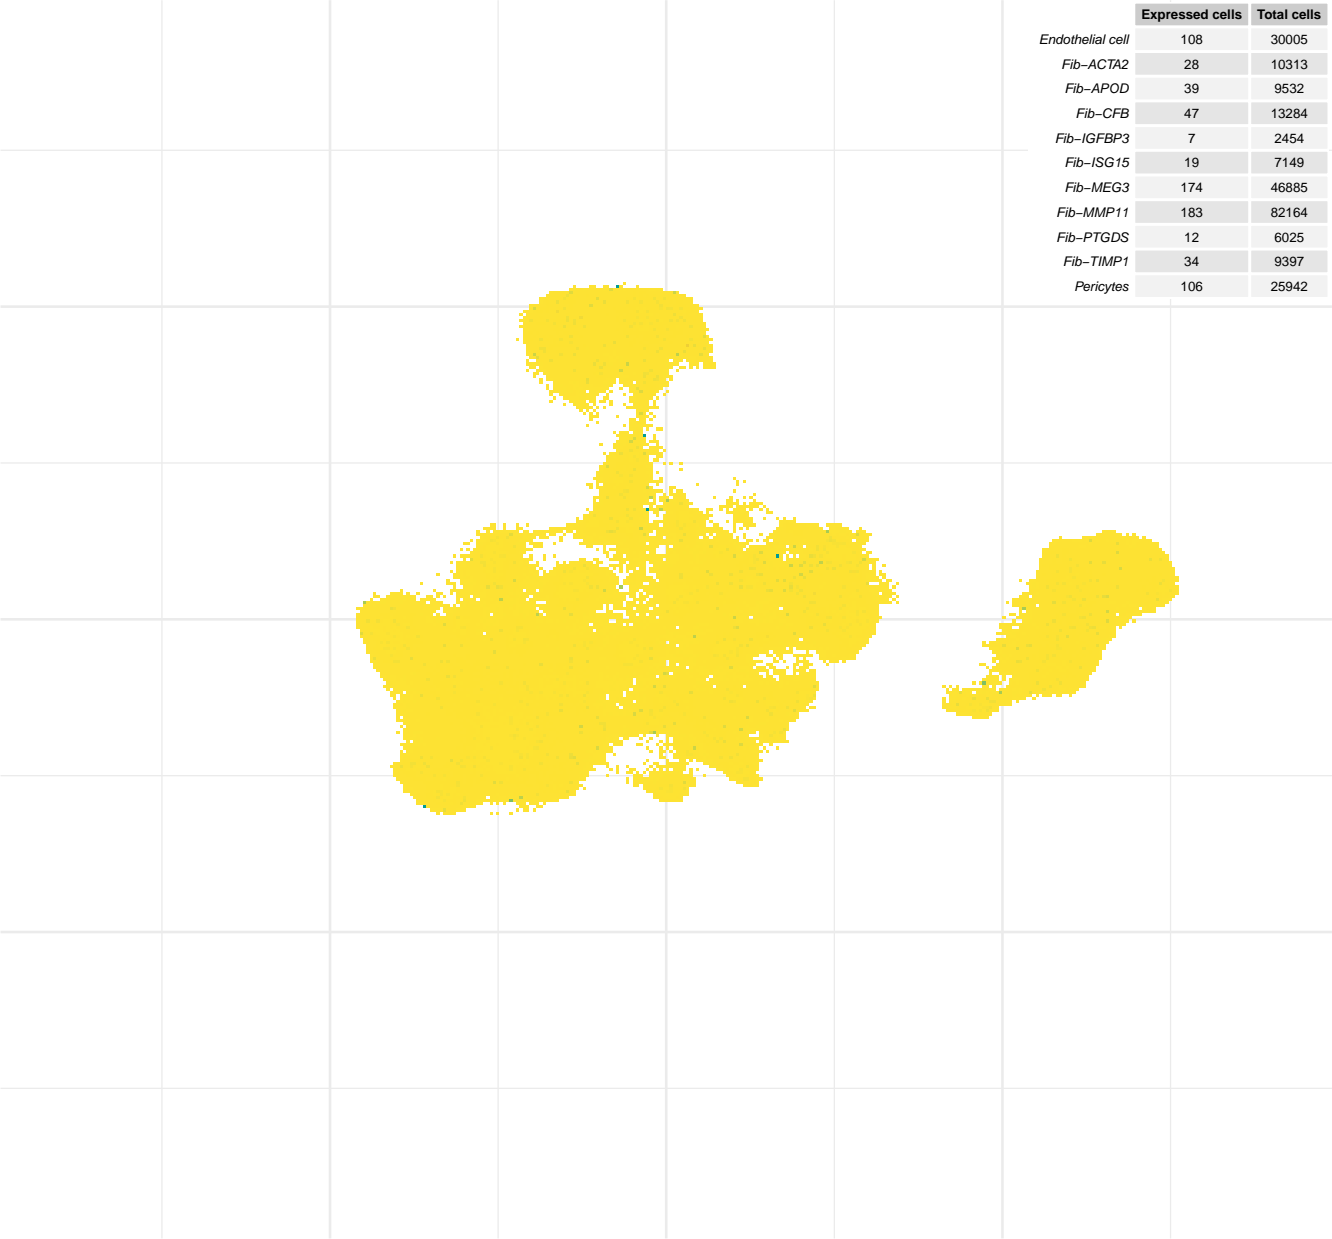 Expressed cells Total cells
Endothelial cell 108 30005
Fib−ACTA2 28 10313
Fib−APOD 39 9532
Fib−CFB 47 13284
Fib−IGFBP3 7 2454
Fib−ISG15 19 7149
Fib−MEG3 174 46885
Fib−MMP11 183 82164
Fib−PTGDS 12 6025
Fib−TIMP1 34 9397
Pericytes 106 25942